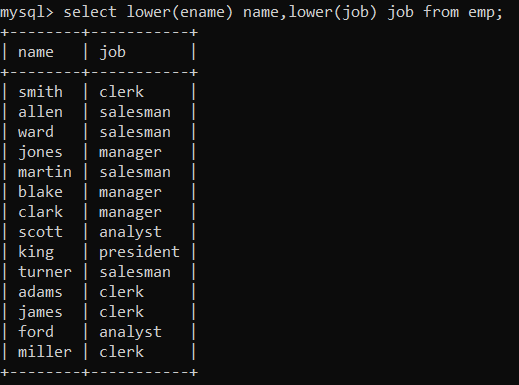 mysql> select lower(ename) name,lower(job) job from emp;
+--------+-----------+
| name   | job       |
+--------+-----------+
| smith  | clerk     |
| allen  | salesman  |
| ward   | salesman  |
| jones  | manager   |
| martin | salesman  |
| blake  | manager   |
| clark  | manager   |
| scott  | analyst   |
| king   | president |
| turner | salesman  |
| adams  | clerk     |
| james  | clerk     |
| ford   | analyst   |
| miller | clerk     |
+--------+-----------+